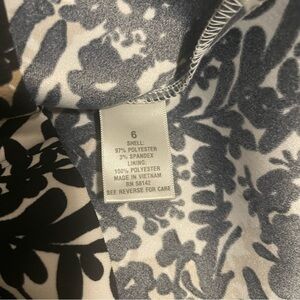 6
SHELL:
97% POLYESTER
3% SPANDEX
LINING:
100% POLYESTER
MADE IN VIETNAM
RN 58142
SEE REVERSE FOR CARE